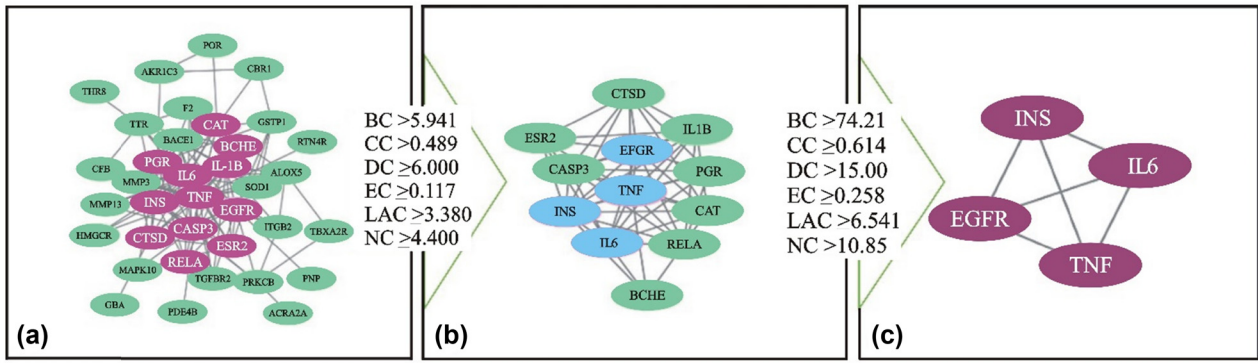 POR
AKR1C3
CBR1
THR8
F2
TTR
CAT
GSTP1
BACE1
BCHE
RTN4R
PGR
IL-1B
CFB
IL6
ALOX5
MMP3
SOD1
INS
TNF
MMP13
EGFR
HMGCR
CASP3
ITGB2
TBXA2R
CTSD
ESR2
RELA
MAPK10
TGFBR2
PRKCB
PNP
GBA
PDE4B
ACRA2A
(a)
BC >5.941
CC >0.489
DC ≥6.000
EC ≥0.117
LAC >3.380
NC ≥4.400
CTSD
ESR2
IL1B
EFGR
CASP3
PGR
TNF
INS
CAT
IL6
RELA
BCHE
(b)
BC ≥74.21
CC ≥0.614
DC >15.00
EC ≥0.258
LAC >6.541
NC >10.85
INS
IL6
EGFR
TNF
(c)